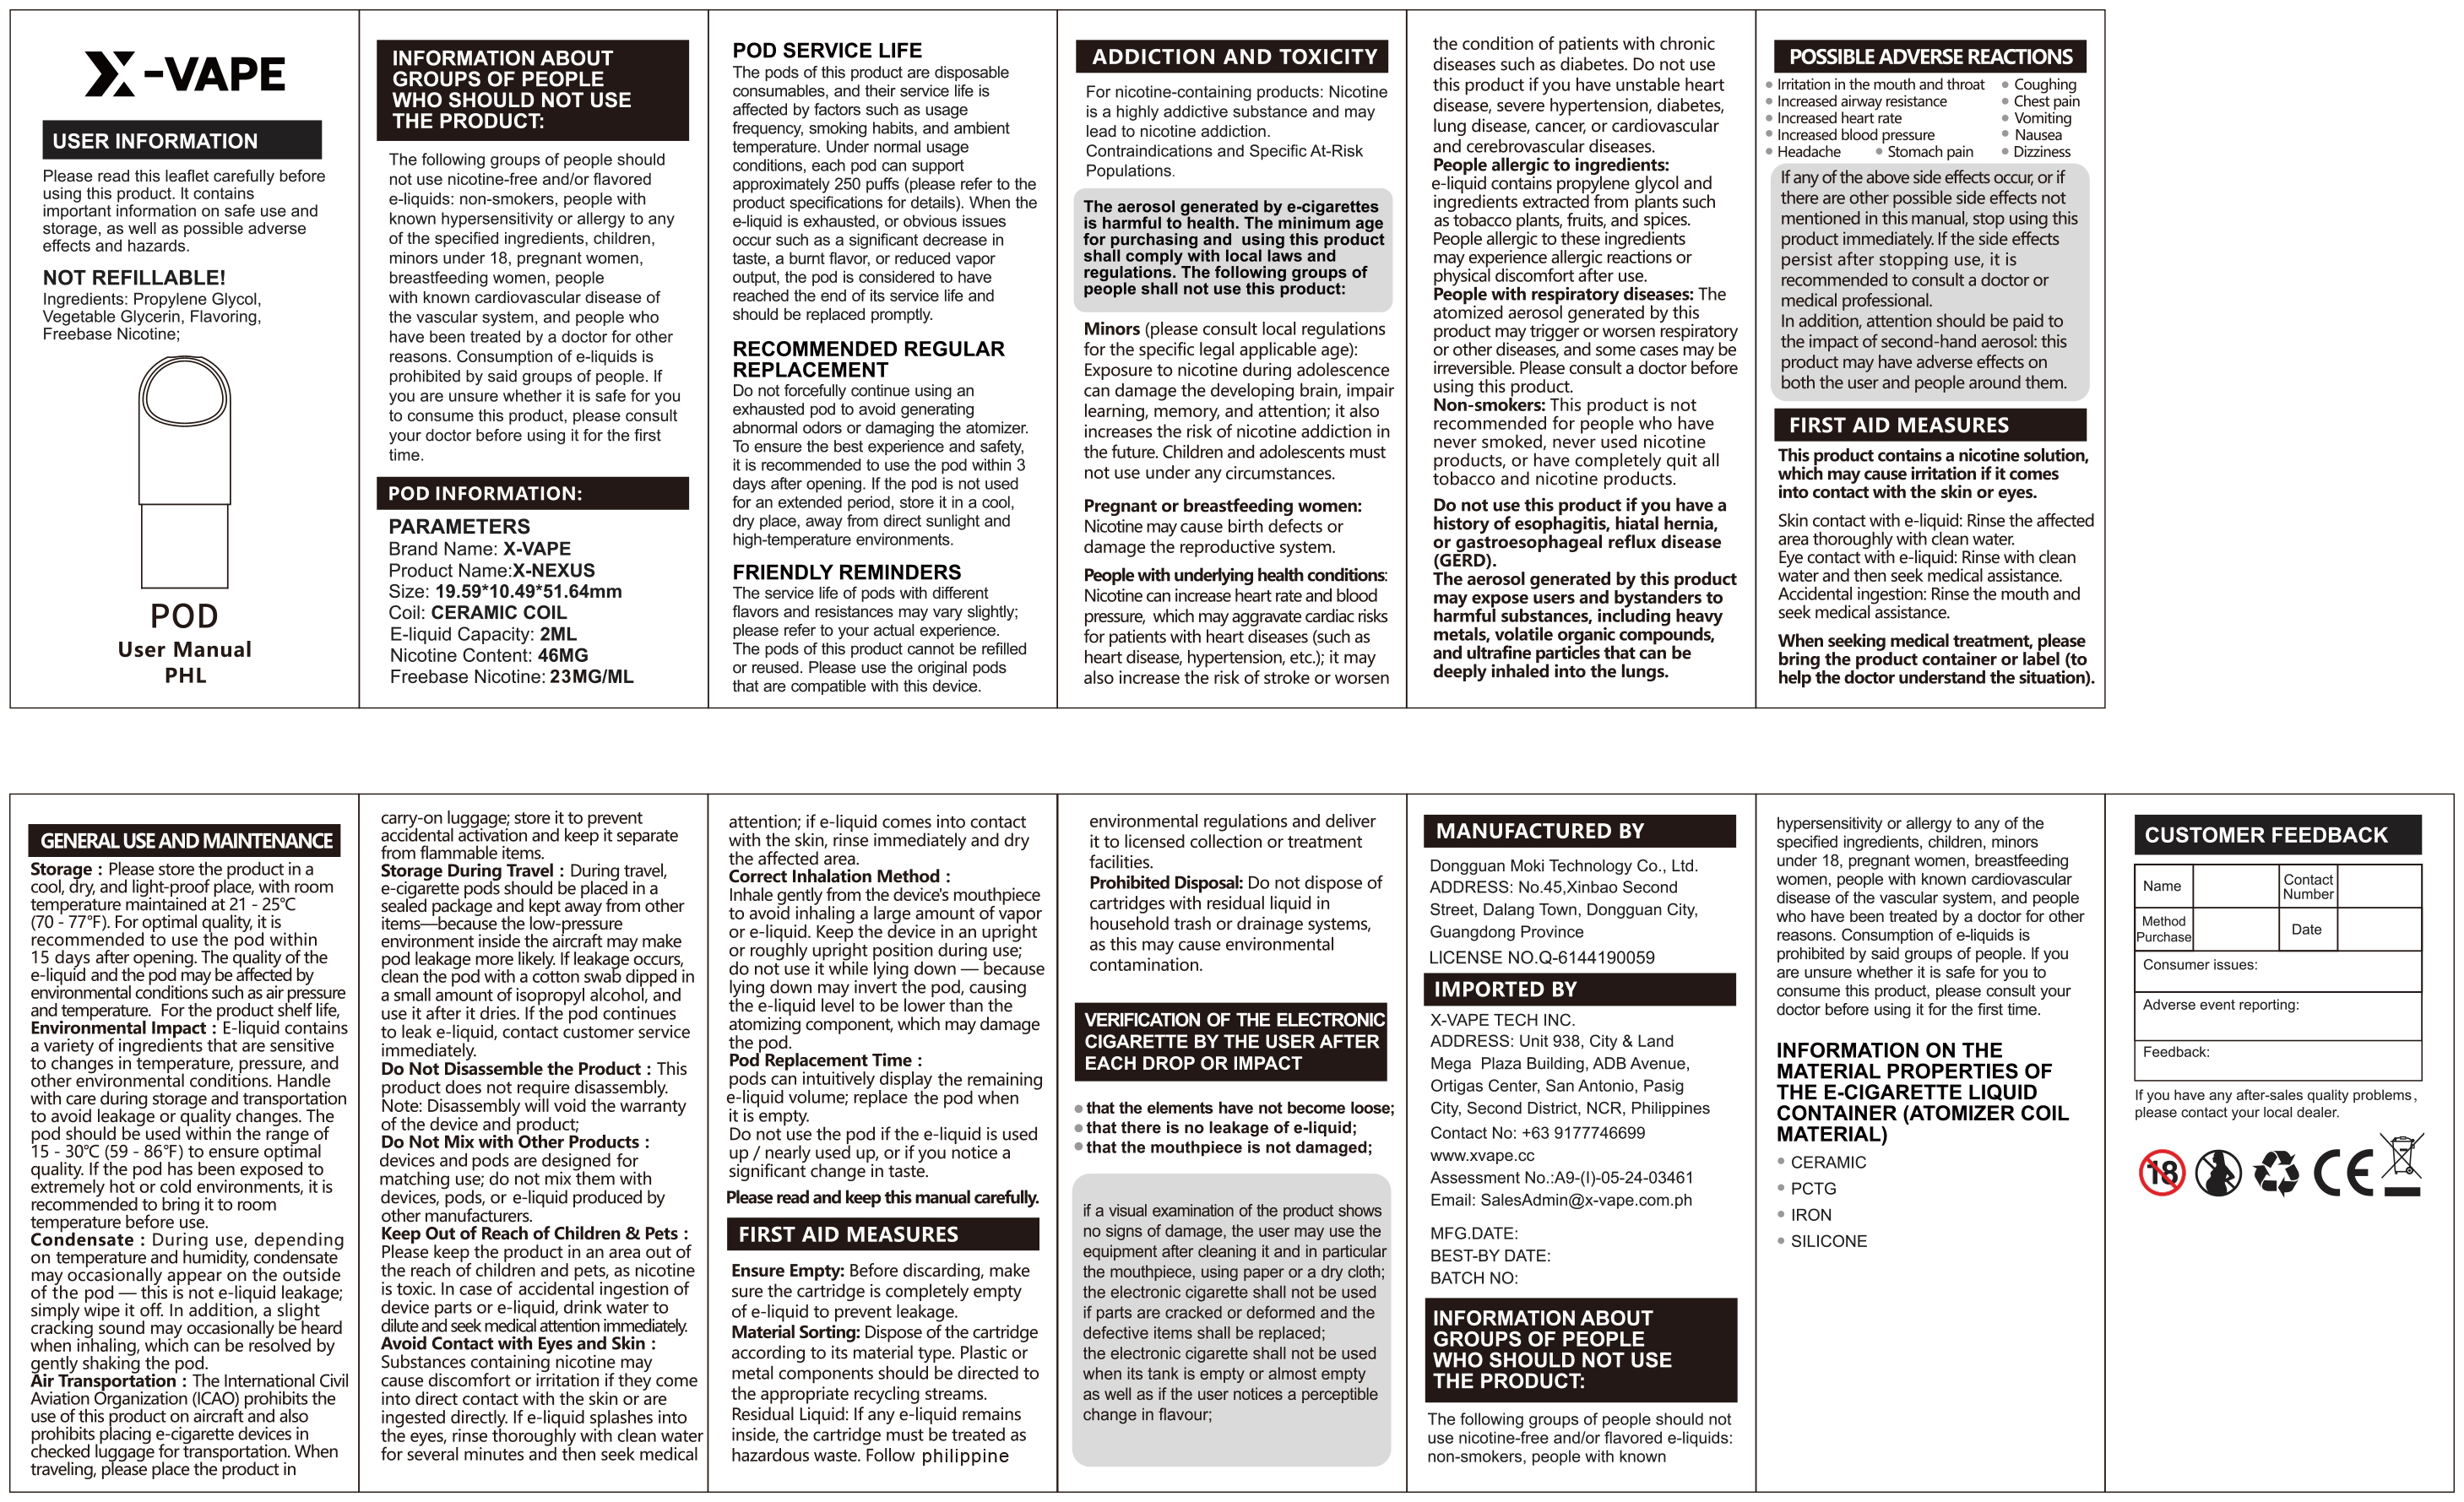 X-VAPE
USER INFORMATION
Please read this leaflet carefully before
using this product. It contains
important information on safe use and
storage, as well as possible adverse
effects and hazards.
NOT REFILLABLE!
Ingredients: Propylene Glycol,
Vegetable Glycerin, Flavoring,
Freebase Nicotine;
POD
User Manual
PHL
INFORMATION ABOUT
GROUPS OF PEOPLE
WHO SHOULD NOT USE
THE PRODUCT:
The following groups of people should
not use nicotine-free and/or flavored
e-liquids: non-smokers, people with
known hypersensitivity or allergy to any
of the specified ingredients, children,
minors under 18, pregnant women,
breastfeeding women, people
with known cardiovascular disease of
the vascular system, and people who
have been treated by a doctor for other
reasons. Consumption of e-liquids is
prohibited by said groups of people. If
you are unsure whether it is safe for you
to consume this product, please consult
your doctor before using it for the first
time.
POD INFORMATION:
PARAMETERS
Brand Name: X-VAPE
Product Name:X-NEXUS
Size: 19.59*10.49*51.64mm
Coil: CERAMIC COIL
E-liquid Capacity: 2ML
Nicotine Content: 46MG
Freebase Nicotine: 23MG/ML
POD SERVICE LIFE
The pods of this product are disposable
consumables, and their service life is
affected by factors such as usage
frequency, smoking habits, and ambient
temperature. Under normal usage
conditions, each pod can support
approximately 250 puffs (please refer to the
product specifications for details). When the
e-liquid is exhausted, or obvious issues
occur such as a significant decrease in
taste, a burnt flavor, or reduced vapor
output, the pod is considered to have
reached the end of its service life and
should be replaced promptly.
RECOMMENDED REGULAR
REPLACEMENT
Do not forcefully continue using an
exhausted pod to avoid generating
abnormal odors or damaging the atomizer.
To ensure the best experience and safety,
it is recommended to use the pod within 3
days after opening. If the pod is not used
for an extended period, store it in a cool,
dry place, away from direct sunlight and
high-temperature environments.
FRIENDLY REMINDERS
The service life of pods with different
flavors and resistances may vary slightly;
please refer to your actual experience.
The pods of this product cannot be refilled
or reused. Please use the original pods
that are compatible with this device.
ADDICTION AND TOXICITY
For nicotine-containing products: Nicotine
is a highly addictive substance and may
lead to nicotine addiction.
Contraindications and Specific At-Risk
Populations.
The aerosol generated by e-cigarettes
is harmful to health. The minimum age
for purchasing and using this product
shall comply with local laws and
regulations. The following groups of
people shall not use this product:
Minors (please consult local regulations
for the specific legal applicable age):
Exposure to nicotine during adolescence
can damage the developing brain, impair
learning, memory, and attention; it also
increases the risk of nicotine addiction in
the future. Children and adolescents must
not use under any circumstances.
Pregnant or breastfeeding women:
Nicotine may cause birth defects or
damage the reproductive system.
People with underlying health conditions:
Nicotine can increase heart rate and blood
pressure, which may aggravate cardiac risks
for patients with heart diseases (such as
heart disease, hypertension, etc.); it may
also increase the risk of stroke or worsen
the condition of patients with chronic
diseases such as diabetes. Do not use
this product if you have unstable heart
disease, severe hypertension, diabetes,
lung disease, cancer, or cardiovascular
and cerebrovascular diseases.
People allergic to ingredients:
e-liquid contains propylene glycol and
ingredients extracted from plants such
as tobacco plants, fruits, and spices.
People allergic to these ingredients
may experience allergic reactions or
physical discomfort after use.
People with respiratory diseases: The
atomized aerosol generated by this
product may trigger or worsen respiratory
or other diseases, and some cases may be
irreversible. Please consult a doctor before
using this product.
Non-smokers: This product is not
recommended for people who have
never smoked, never used nicotine
products, or have completely quit all
tobacco and nicotine products.
Do not use this product if you have a
history of esophagitis, hiatal hernia,
or gastroesophageal reflux disease
(GERD).
The aerosol generated by this product
may expose users and bystanders to
harmful substances, including heavy
metals, volatile organic compounds,
and ultrafine particles that can be
deeply inhaled into the lungs.
POSSIBLE ADVERSE REACTIONS
Irritation in the mouth and throat Coughing
Increased airway resistance Chest pain
Increased heart rate Vomiting
Increased blood pressure Nausea
Headache Stomach pain Dizziness
If any of the above side effects occur, or if
there are other possible side effects not
mentioned in this manual, stop using this
product immediately. If the side effects
persist after stopping use, it is
recommended to consult a doctor or
medical professional.
In addition, attention should be paid to
the impact of second-hand aerosol: this
product may have adverse effects on
both the user and people around them.
FIRST AID MEASURES
This product contains a nicotine solution,
which may cause irritation if it comes
into contact with the skin or eyes.
Skin contact with e-liquid: Rinse the affected
area thoroughly with clean water.
Eye contact with e-liquid: Rinse with clean
water and then seek medical assistance.
Accidental ingestion: Rinse the mouth and
seek medical assistance.
When seeking medical treatment, please
bring the product container or label (to
help the doctor understand the situation).
GENERAL USE AND MAINTENANCE
Storage : Please store the product in a
cool, dry, and light-proof place, with room
temperature maintained at 21 - 25°C
(70 - 77°F). For optimal quality, it is
recommended to use the pod within
15 days after opening. The quality of the
e-liquid and the pod may be affected by
environmental conditions such as air pressure
and temperature. For the product shelf life,
Environmental Impact : E-liquid contains
a variety of ingredients that are sensitive
to changes in temperature, pressure, and
other environmental conditions. Handle
with care during storage and transportation
to avoid leakage or quality changes. The
pod should be used within the range of
15 - 30°C (59 - 86°F) to ensure optimal
quality. If the pod has been exposed to
extremely hot or cold environments, it is
recommended to bring it to room
temperature before use.
Condensate : During use, depending
on temperature and humidity, condensate
may occasionally appear on the outside
of the pod — this is not e-liquid leakage;
simply wipe it off. In addition, a slight
cracking sound may occasionally be heard
when inhaling, which can be resolved by
gently shaking the pod.
Air Transportation : The International Civil
Aviation Organization (ICAO) prohibits the
use of this product on aircraft and also
prohibits placing e-cigarette devices in
checked luggage for transportation. When
traveling, please place the product in
carry-on luggage; store it to prevent
accidental activation and keep it separate
from flammable items.
Storage During Travel : During travel,
e-cigarette pods should be placed in a
sealed package and kept away from other
items—because the low-pressure
environment inside the aircraft may make
pod leakage more likely. If leakage occurs,
clean the pod with a cotton swab dipped in
a small amount of isopropyl alcohol, and
use it after it dries. If the pod continues
to leak e-liquid, contact customer service
immediately.
Do Not Disassemble the Product : This
product does not require disassembly.
Note: Disassembly will void the warranty
of the device and product;
Do Not Mix with Other Products :
devices and pods are designed for
matching use; do not mix them with
devices, pods, or e-liquid produced by
other manufacturers.
Keep Out of Reach of Children & Pets :
Please keep the product in an area out of
the reach of children and pets, as nicotine
is toxic. In case of accidental ingestion of
device parts or e-liquid, drink water to
dilute and seek medical attention immediately.
Avoid Contact with Eyes and Skin :
Substances containing nicotine may
cause discomfort or irritation if they come
into direct contact with the skin or are
ingested directly. If e-liquid splashes into
the eyes, rinse thoroughly with clean water
for several minutes and then seek medical
attention; if e-liquid comes into contact
with the skin, rinse immediately and dry
the affected area.
Correct Inhalation Method :
Inhale gently from the device's mouthpiece
to avoid inhaling a large amount of vapor
or e-liquid. Keep the device in an upright
or roughly upright position during use;
do not use it while lying down — because
lying down may invert the pod, causing
the e-liquid level to be lower than the
atomizing component, which may damage
the pod.
Pod Replacement Time :
pods can intuitively display the remaining
e-liquid volume; replace the pod when
it is empty.
Do not use the pod if the e-liquid is used
up / nearly used up, or if you notice a
significant change in taste.
Please read and keep this manual carefully.
FIRST AID MEASURES
Ensure Empty: Before discarding, make
sure the cartridge is completely empty
of e-liquid to prevent leakage.
Material Sorting: Dispose of the cartridge
according to its material type. Plastic or
metal components should be directed to
the appropriate recycling streams.
Residual Liquid: If any e-liquid remains
inside, the cartridge must be treated as
hazardous waste. Follow philippine
environmental regulations and deliver
it to licensed collection or treatment
facilities.
Prohibited Disposal: Do not dispose of
cartridges with residual liquid in
household trash or drainage systems,
as this may cause environmental
contamination.
VERIFICATION OF THE ELECTRONIC
CIGARETTE BY THE USER AFTER
EACH DROP OR IMPACT
that the elements have not become loose;
that there is no leakage of e-liquid;
that the mouthpiece is not damaged;
if a visual examination of the product shows
no signs of damage, the user may use the
equipment after cleaning it and in particular
the mouthpiece, using paper or a dry cloth;
the electronic cigarette shall not be used
if parts are cracked or deformed and the
defective items shall be replaced;
the electronic cigarette shall not be used
when its tank is empty or almost empty
as well as if the user notices a perceptible
change in flavour;
MANUFACTURED BY
Dongguan Moki Technology Co., Ltd.
ADDRESS: No.45,Xinbao Second
Street, Dalang Town, Dongguan City,
Guangdong Province
LICENSE NO.Q-6144190059
IMPORTED BY
X-VAPE TECH INC.
ADDRESS: Unit 938, City & Land
Mega Plaza Building, ADB Avenue,
Ortigas Center, San Antonio, Pasig
City, Second District, NCR, Philippines
Contact No: +63 9177746699
www.xvape.cc
Assessment No.:A9-(I)-05-24-03461
Email: SalesAdmin@x-vape.com.ph
MFG.DATE:
BEST-BY DATE:
BATCH NO:
INFORMATION ABOUT
GROUPS OF PEOPLE
WHO SHOULD NOT USE
THE PRODUCT:
The following groups of people should not
use nicotine-free and/or flavored e-liquids:
non-smokers, people with known
hypersensitivity or allergy to any of the
specified ingredients, children, minors
under 18, pregnant women, breastfeeding
women, people with known cardiovascular
disease of the vascular system, and people
who have been treated by a doctor for other
reasons. Consumption of e-liquids is
prohibited by said groups of people. If you
are unsure whether it is safe for you to
consume this product, please consult your
doctor before using it for the first time.
INFORMATION ON THE
MATERIAL PROPERTIES OF
THE E-CIGARETTE LIQUID
CONTAINER (ATOMIZER COIL
MATERIAL)
CERAMIC
PCTG
IRON
SILICONE
CUSTOMER FEEDBACK
Name Contact
Number
Method
Purchase Date
Consumer issues:
Adverse event reporting:
Feedback:
If you have any after-sales quality problems,
please contact your local dealer.
18 CE